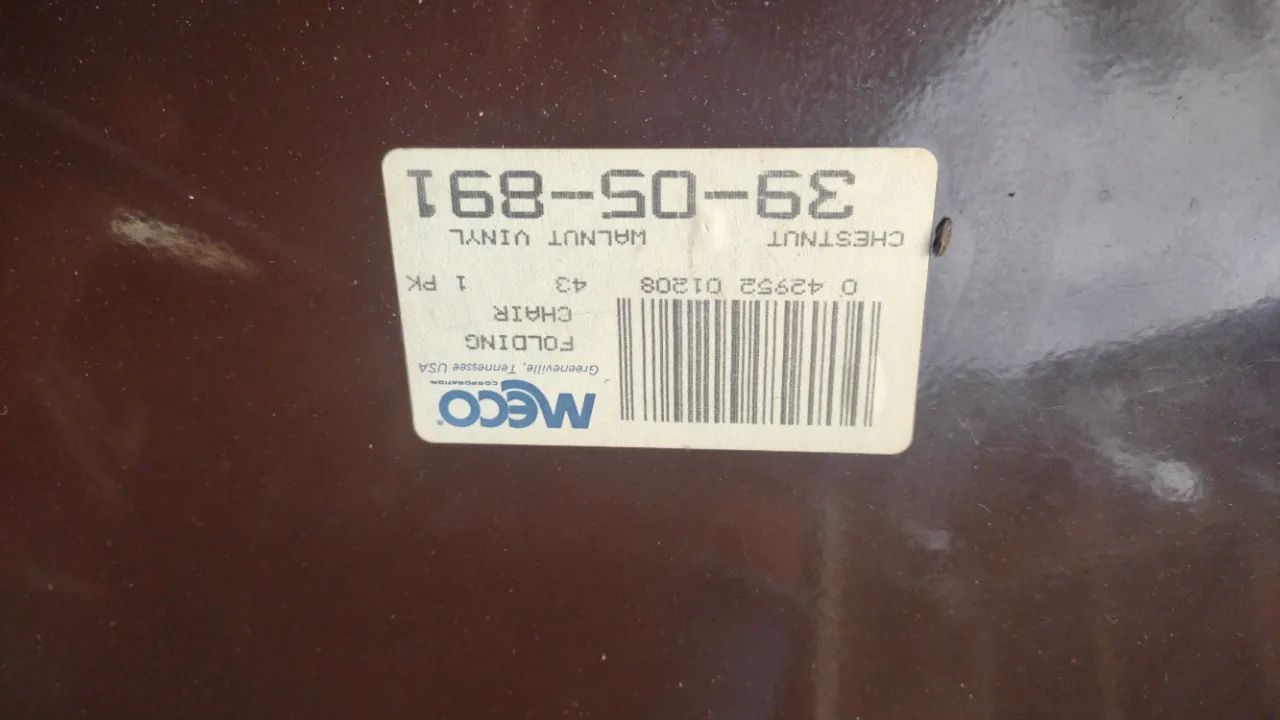 MECO®
CORPORATION
Greeneville, Tennessee USA
FOLDING
CHAIR
0 42952 01208 43 1 PK
CHESTNUT WALNUT VINYL
39-05-891